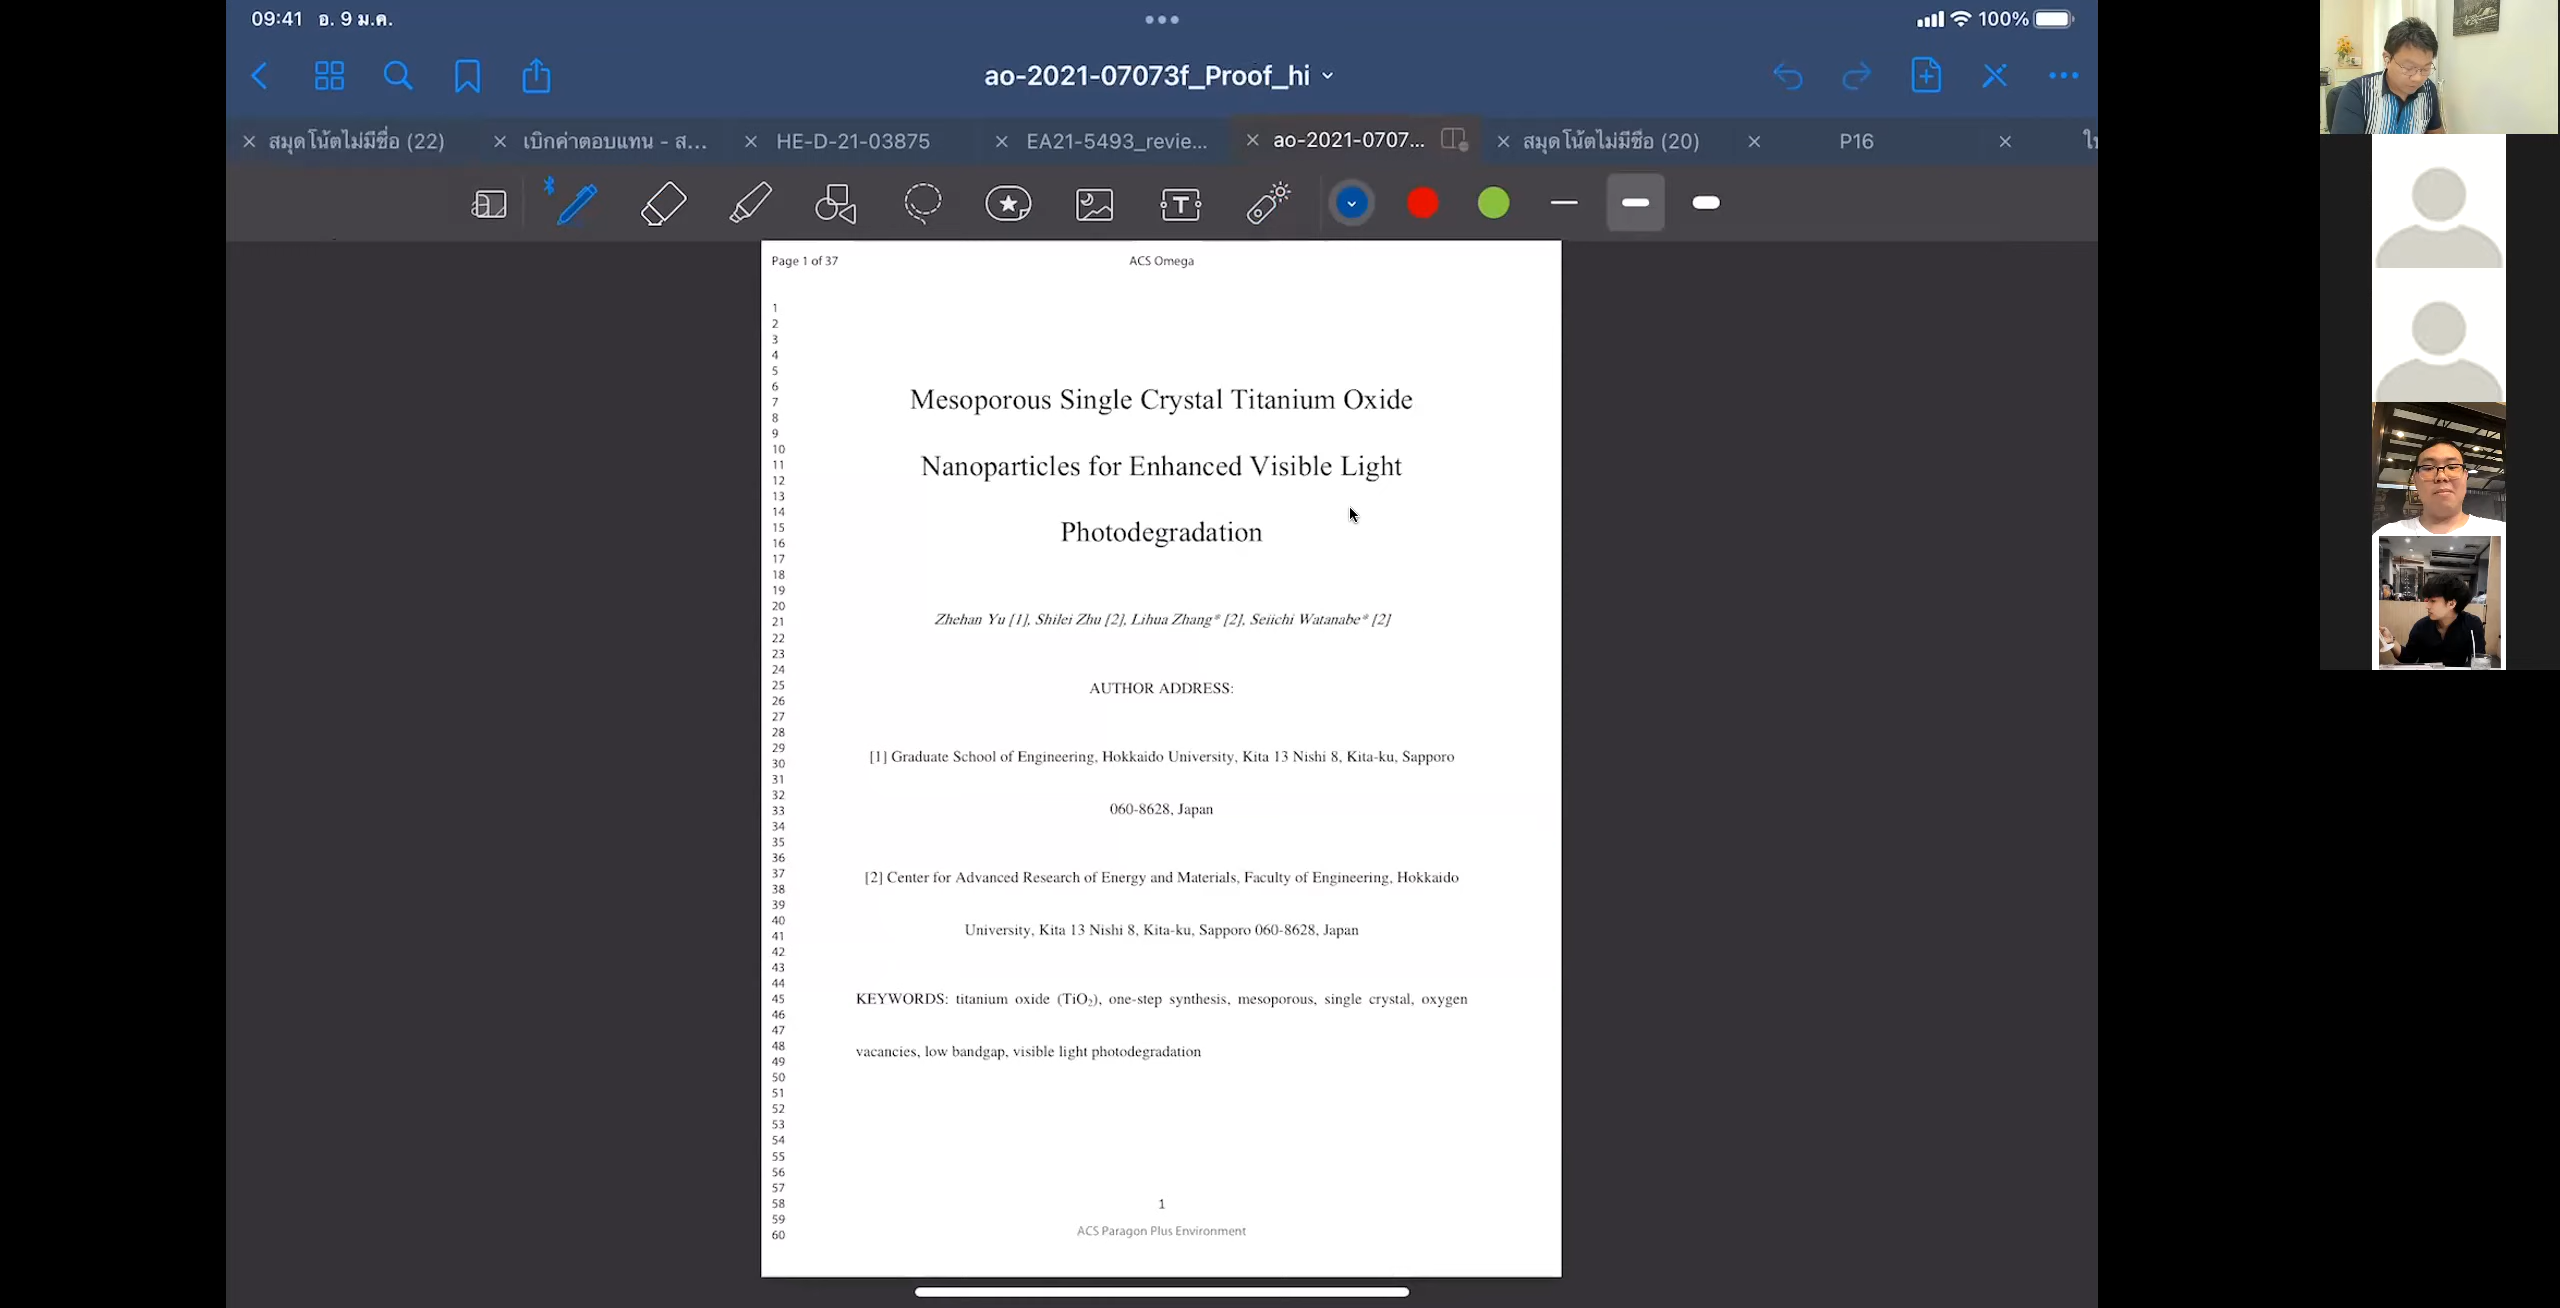 09:41 อ. 9 ม.ค.
100%
ao-2021-07073f_Proof_hi
สมุดโน้ตไม่มีชื่อ (22)
เบิกค่าตอบแทน - ส...
HE-D-21-03875
EA21-5493_revie...
ao-2021-0707...
สมุดโน้ตไม่มีชื่อ (20)
P16
Page 1 of 37
ACS Omega
1
2
3
4
5
6
7
8
9
10
11
12
13
14
15
16
17
18
19
20
21
22
23
24
25
26
27
28
29
30
31
32
33
34
35
36
37
38
39
40
41
42
43
44
45
46
47
48
49
50
51
52
53
54
55
56
57
58
59
60
Mesoporous Single Crystal Titanium Oxide
Nanoparticles for Enhanced Visible Light
Photodegradation
Zhehan Yu [1], Shilei Zhu [2], Lihua Zhang* [2], Seiichi Watanabe* [2]
AUTHOR ADDRESS:
[1] Graduate School of Engineering, Hokkaido University, Kita 13 Nishi 8, Kita-ku, Sapporo
060-8628, Japan
[2] Center for Advanced Research of Energy and Materials, Faculty of Engineering, Hokkaido
University, Kita 13 Nishi 8, Kita-ku, Sapporo 060-8628, Japan
KEYWORDS: titanium oxide (TiO₂), one-step synthesis, mesoporous, single crystal, oxygen
vacancies, low bandgap, visible light photodegradation
1
ACS Paragon Plus Environment